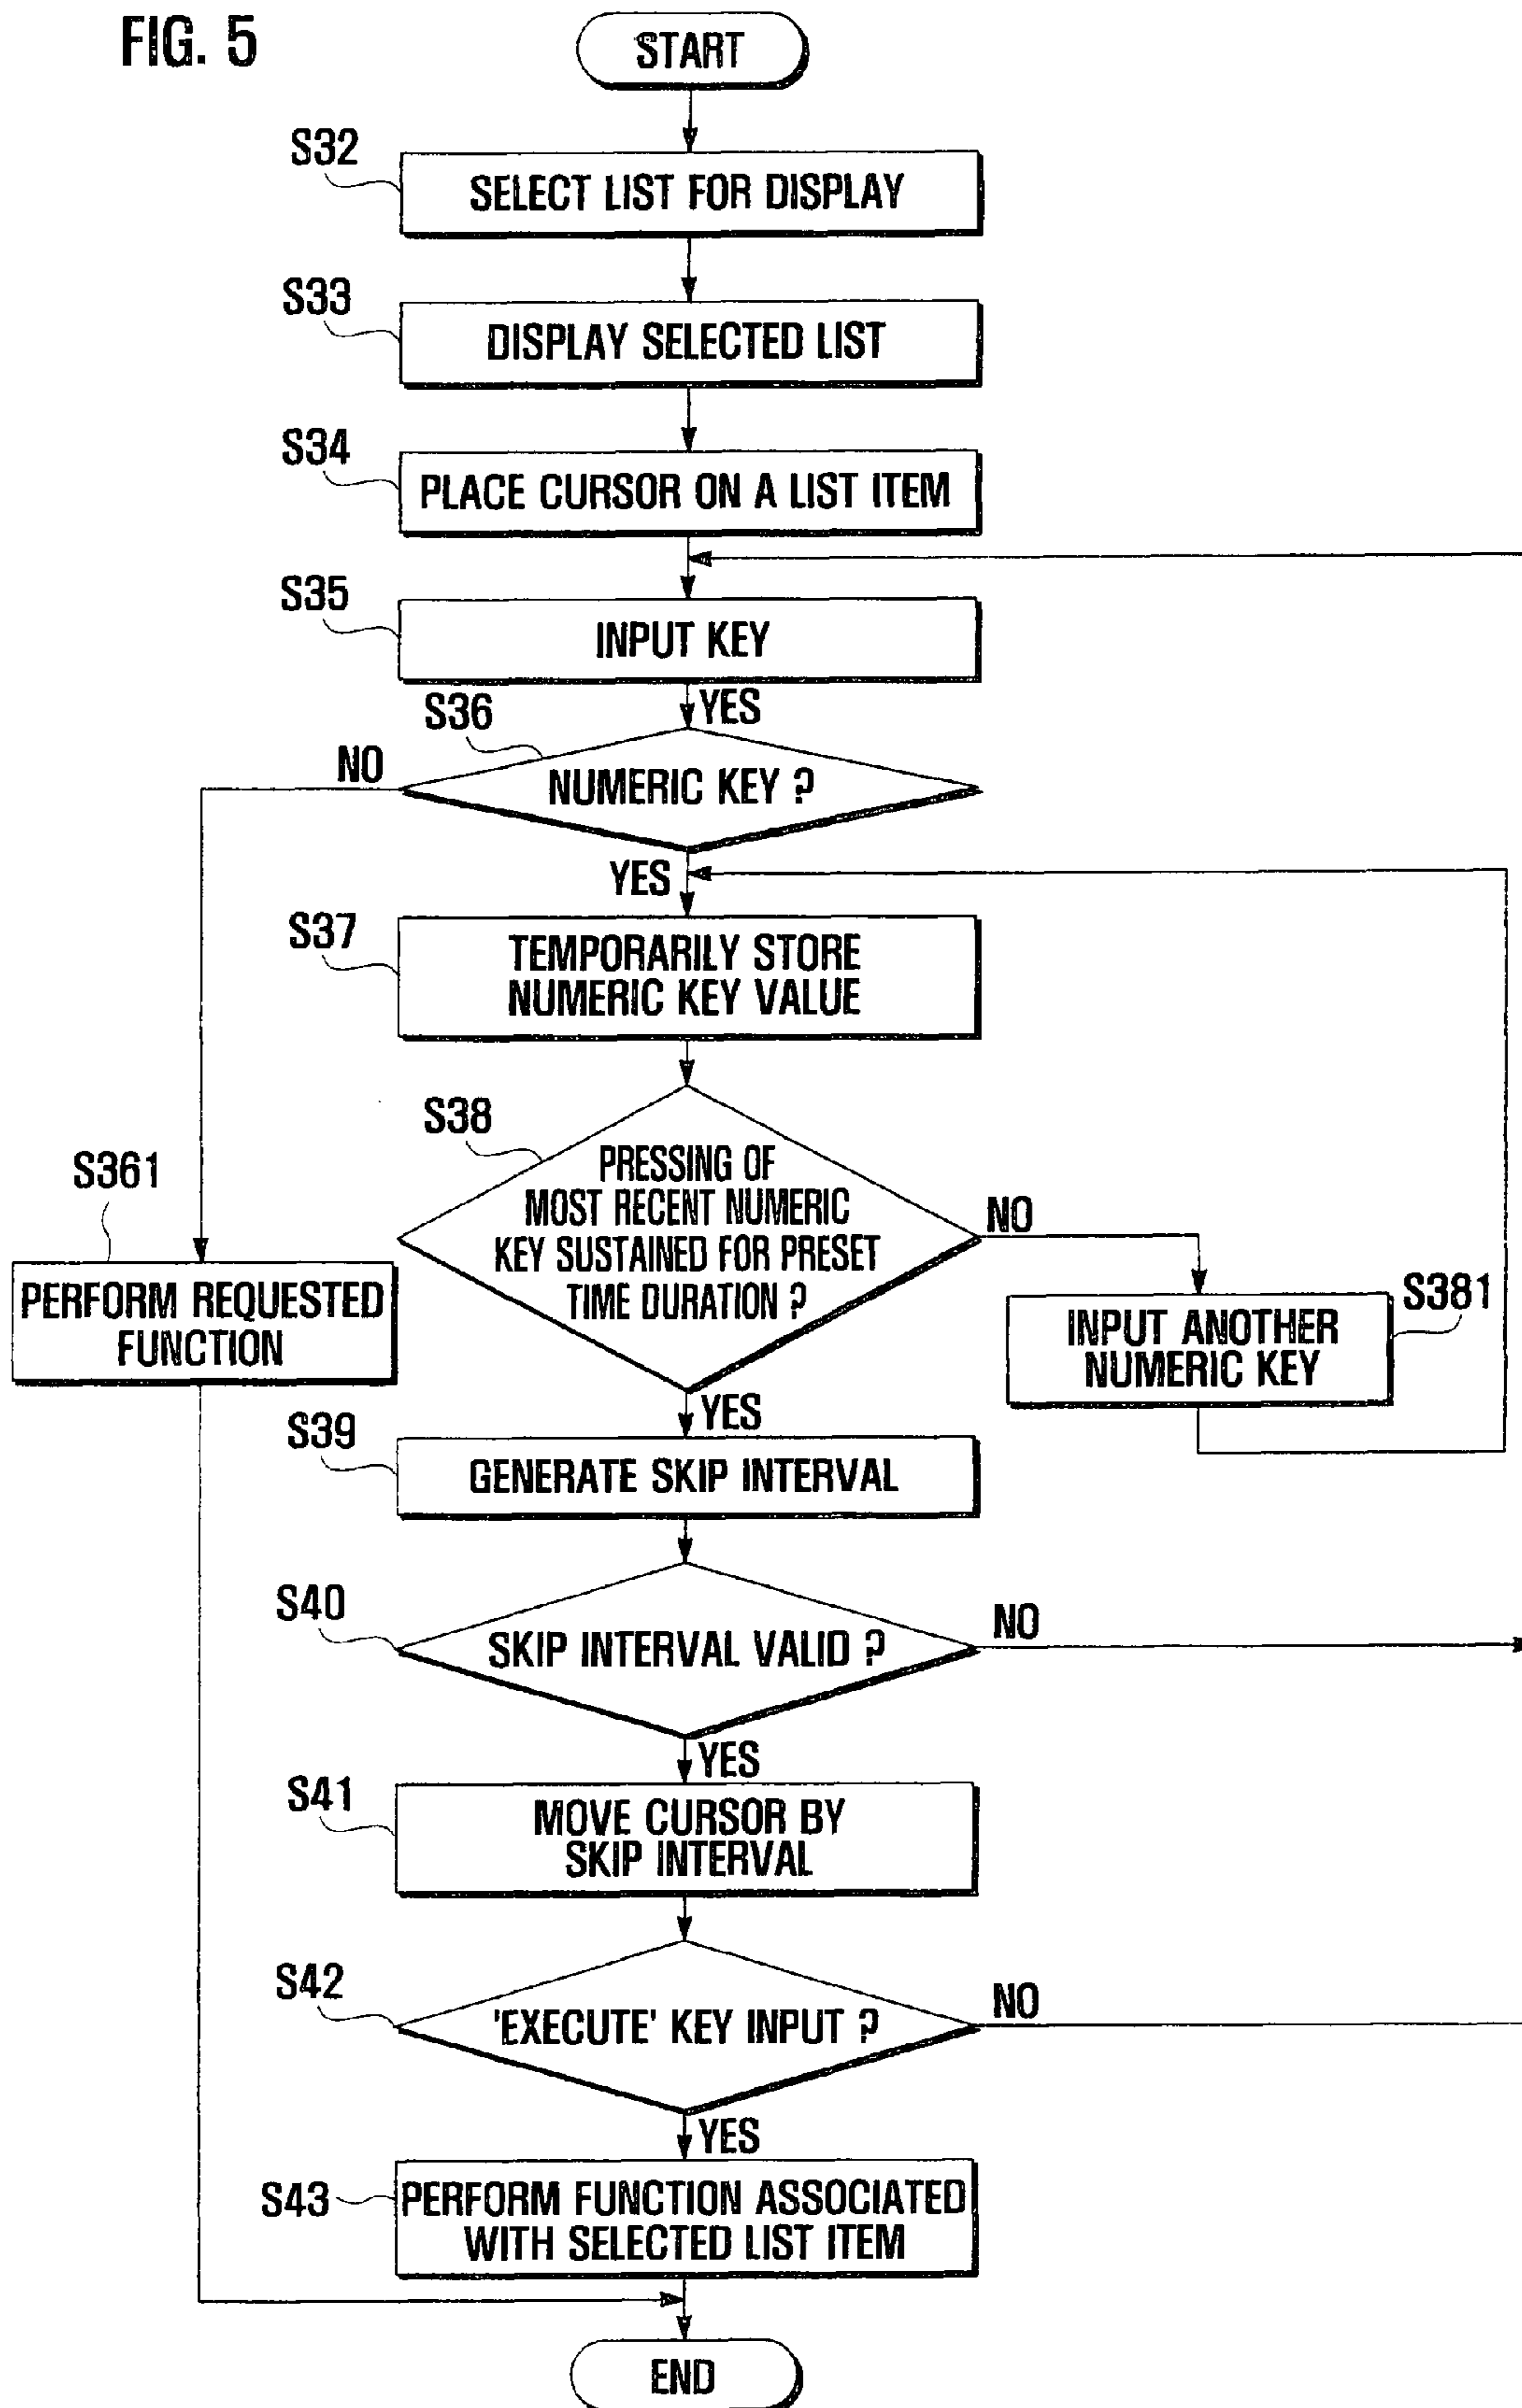 FIG. 5
START
S32
SELECT LIST FOR DISPLAY
S33
DISPLAY SELECTED LIST
S34
PLACE CURSOR ON A LIST ITEM
S35
INPUT KEY
YES
S36
NO
NUMERIC KEY ?
YES
S37
TEMPORARILY STORE
NUMERIC KEY VALUE
S38
PRESSING OF
MOST RECENT NUMERIC
KEY SUSTAINED FOR PRESET
TIME DURATION ?
NO
S361
PERFORM REQUESTED
FUNCTION
S381
INPUT ANOTHER
NUMERIC KEY
YES
S39
GENERATE SKIP INTERVAL
S40
SKIP INTERVAL VALID ?
NO
YES
S41
MOVE CURSOR BY
SKIP INTERVAL
S42
'EXECUTE' KEY INPUT ?
NO
YES
S43
PERFORM FUNCTION ASSOCIATED
WITH SELECTED LIST ITEM
END